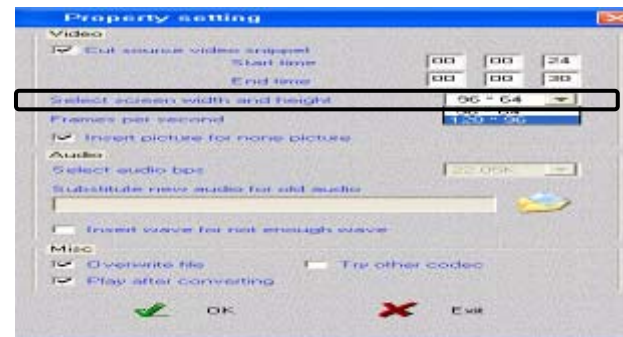 Property setting
Video
Cut source video snippet
Start time 00 00 24
End time 00 00 30
Select screen width and height 96 * 64
96 * 64
Frames per second 120 * 96
Insert picture for none picture
Audio
Select audio bps 22.05K
Substitute new audio for old audio
Insert wave for not enough wave
Misc
Overwrite file Try other codec
Play after converting
OK Exit